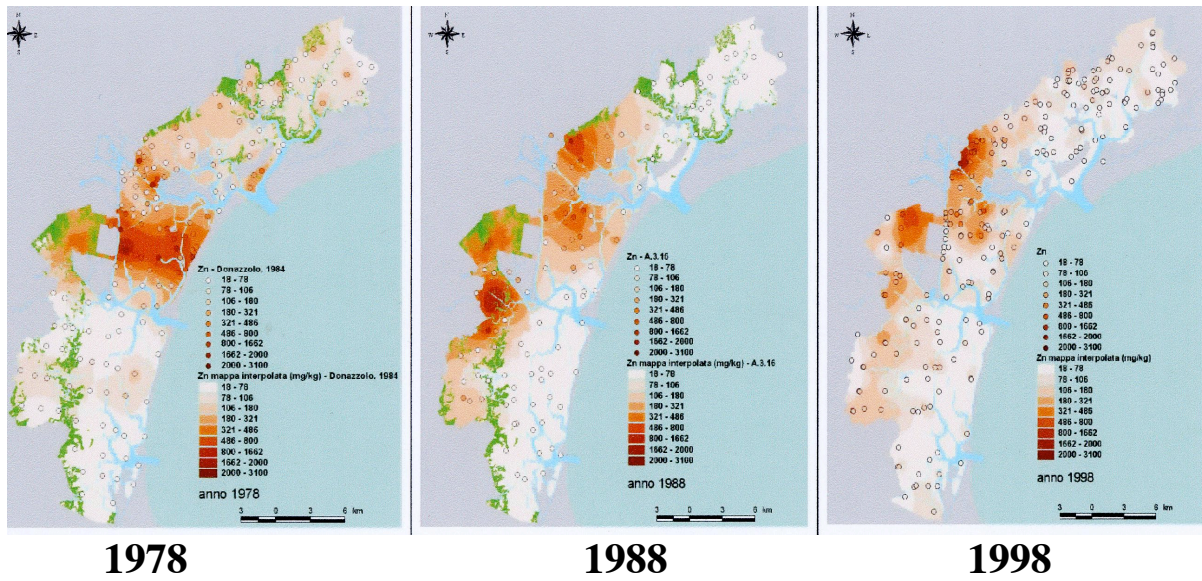 Zn - Donazzolo, 1984
18 - 78
78 - 106
106 - 180
180 - 321
321 - 486
486 - 800
800 - 1662
1662 - 2000
2000 - 3100
Zn mappa interpolata (mg/kg) - Donazzolo, 1984
18 - 78
78 - 106
106 - 180
180 - 321
321 - 486
486 - 800
800 - 1662
1662 - 2000
2000 - 3100
anno 1978
3 0 3 6 km
1978
Zn - A.3.16
18 - 78
78 - 106
106 - 180
180 - 321
321 - 486
486 - 800
800 - 1662
1662 - 2000
2000 - 3100
Zn mappa interpolata (mg/kg) - A.3.16
18 - 78
78 - 106
106 - 180
180 - 321
321 - 486
486 - 800
800 - 1662
1662 - 2000
2000 - 3100
anno 1988
3 0 3 6 km
1988
Zn
18 - 78
78 - 106
106 - 180
180 - 321
321 - 486
486 - 800
800 - 1662
1662 - 2000
2000 - 3100
Zn mappa interpolata (mg/kg)
18 - 78
78 - 106
106 - 180
180 - 321
321 - 486
486 - 800
800 - 1662
1662 - 2000
2000 - 3100
anno 1998
3 0 3 6 km
1998